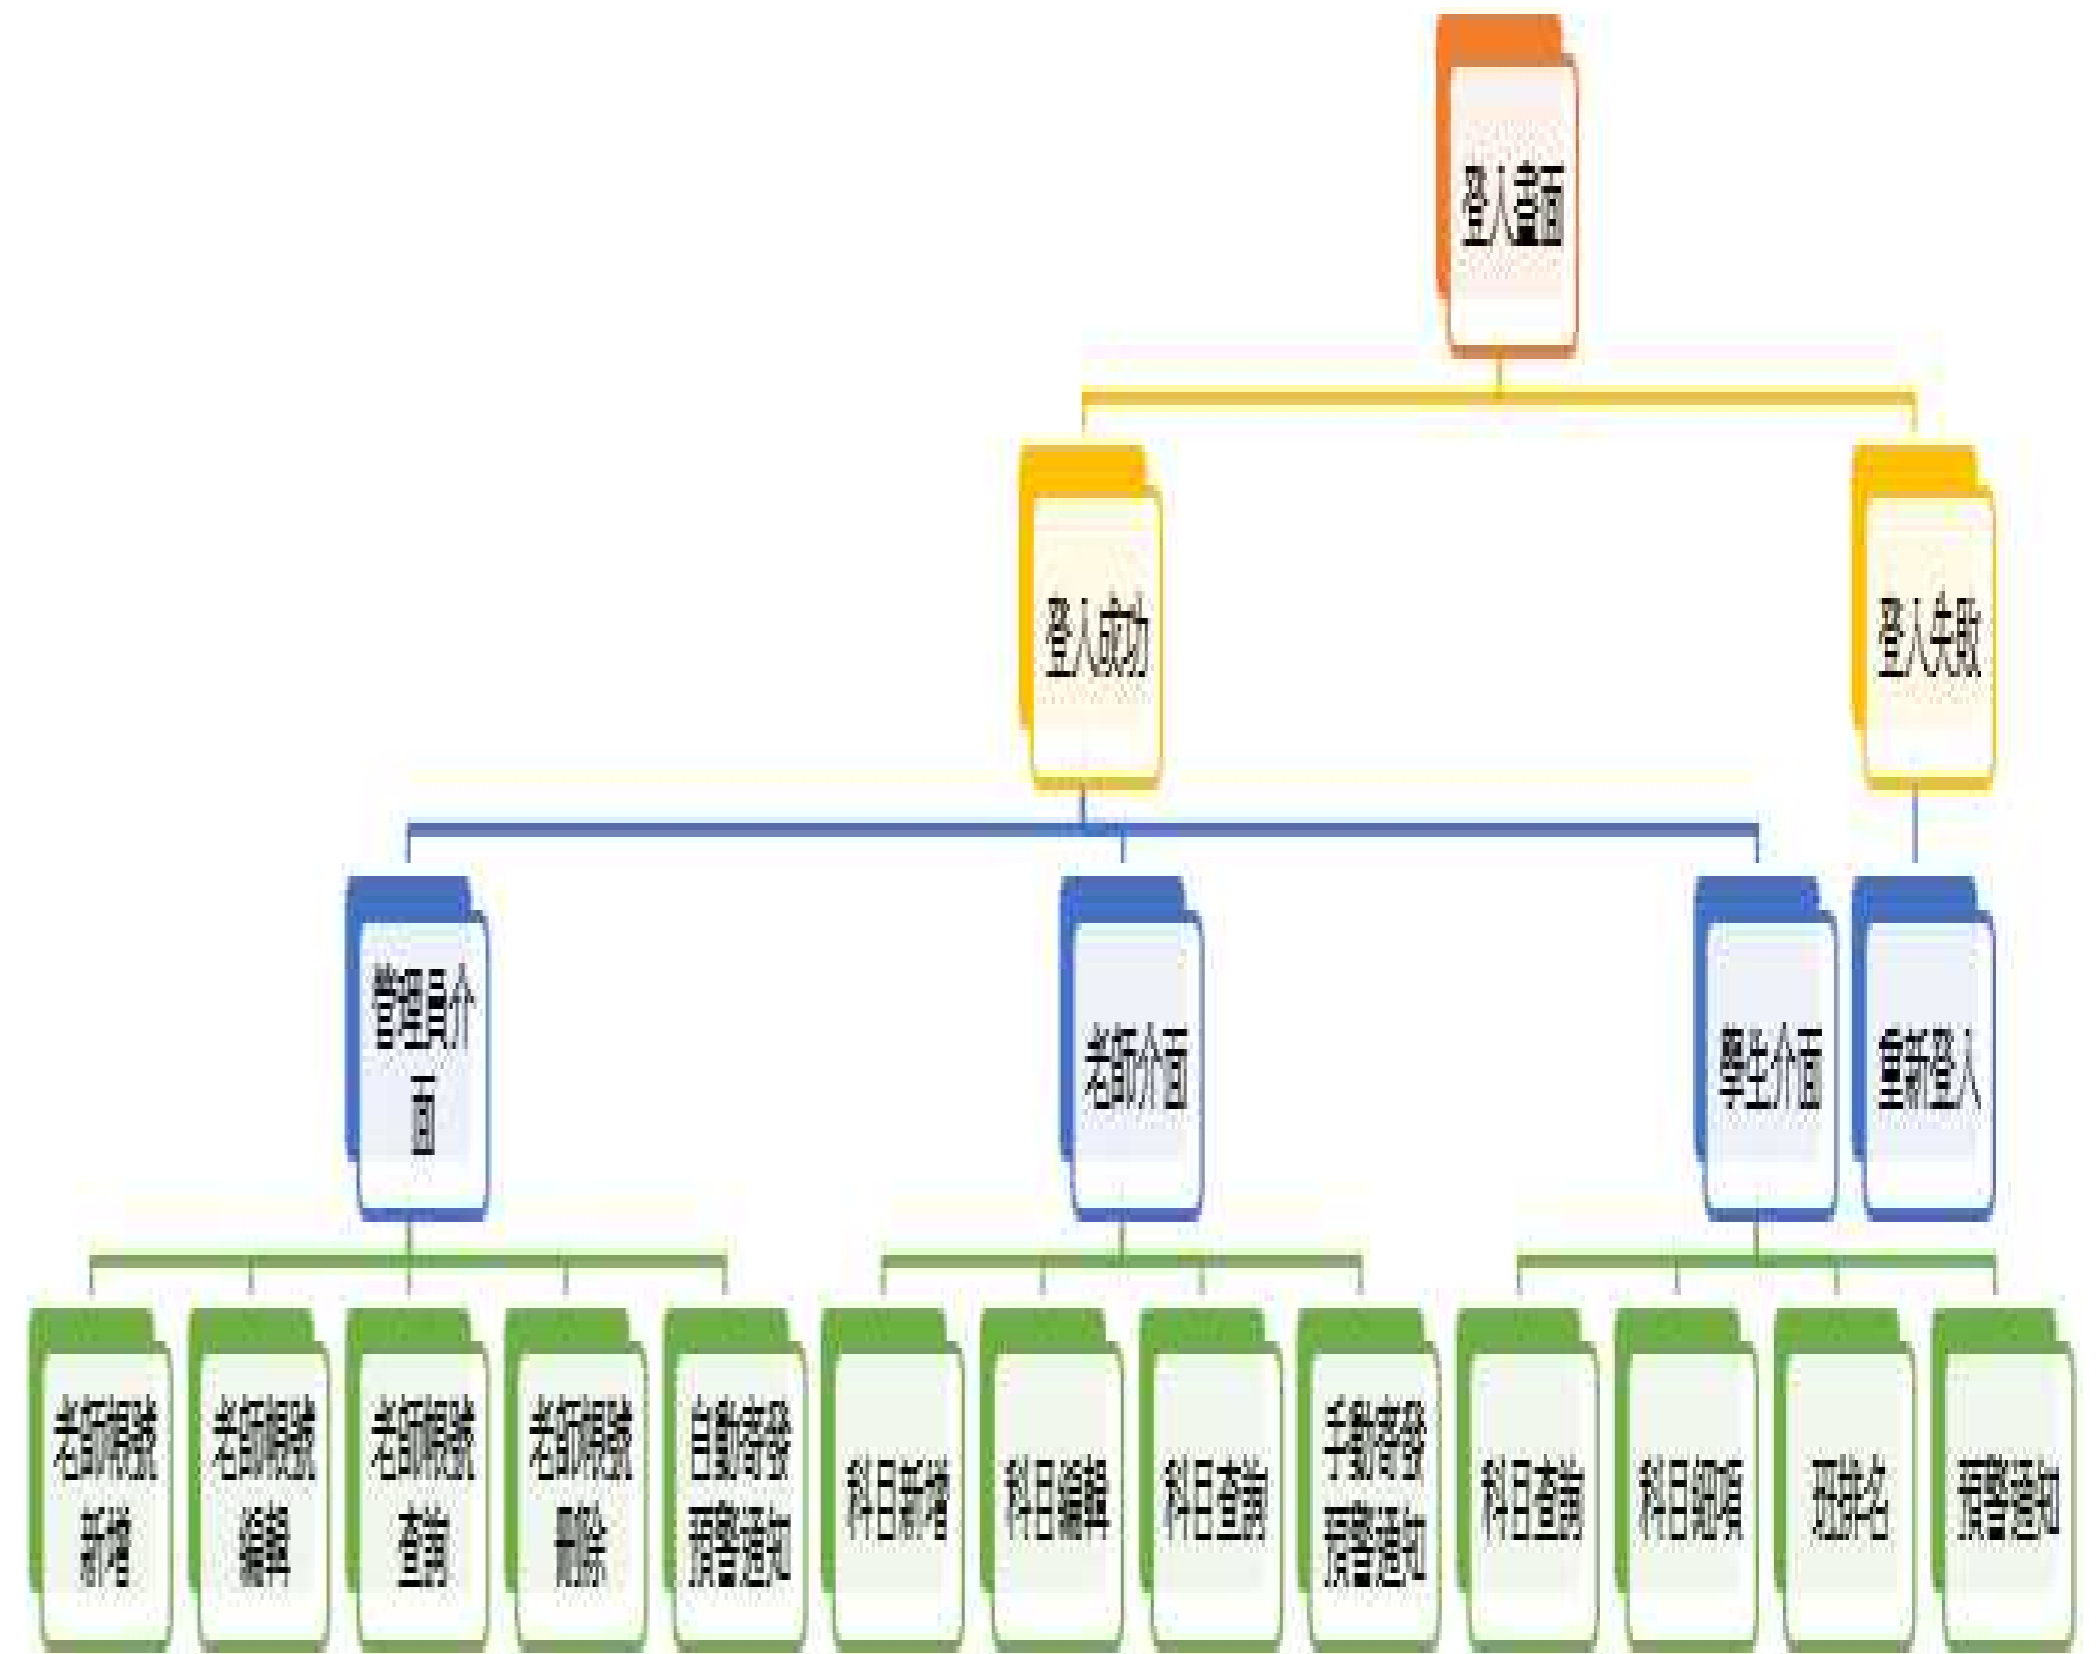 登入畫面
登入成功
登入失敗
管理員介
面
老師介面
學生介面
重新登入
老師帳號
新增
老師帳號
編輯
老師帳號
查詢
老師帳號
刪除
自動寄發
預警通知
科目新增
科目編輯
科目查詢
手動寄發
預警通知
科目查詢
科目細項
班排名
預警通知